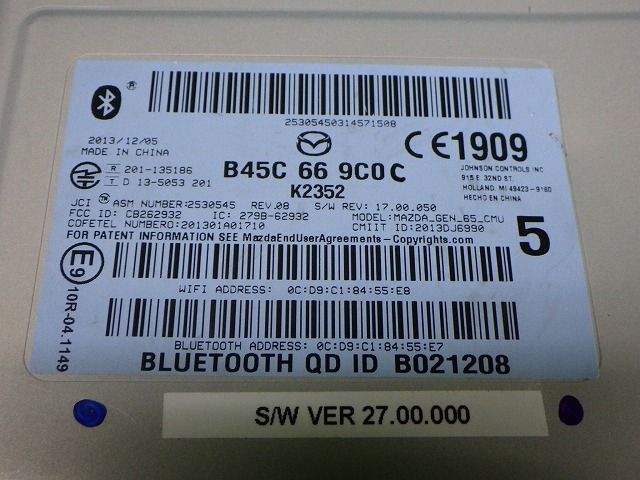 25305450314571508
2013/12/05
MADE IN CHINA
R 201-135186
T D 13-5053 201
B45C 66 9C0 C
K2352
CE1909
JOHNSON CONTROLS INC
915 E 32ND ST.
HOLLAND MI 49423-9160
HECHO EN CHINA
JCI TM ASM NUMBER:2530545 REV.08 S/W REV: 17.00.050
FCC ID: CB262932 IC: 279B-62932 MODEL:MAZDA_GEN_65_CMU
COFETEL NUMERO:201301A01710 CMIIT ID:2013DJ6990
FOR PATENT INFORMATION SEE MazdaEndUserAgreements - Copyrights.com
5
E9
10R-04.1149
WIFI ADDRESS: 0C:D9:C1:84:55:E8
BLUETOOTH ADDRESS: 0C:D9:C1:84:55:E7
BLUETOOTH QD ID B021208
S/W VER 27.00.000